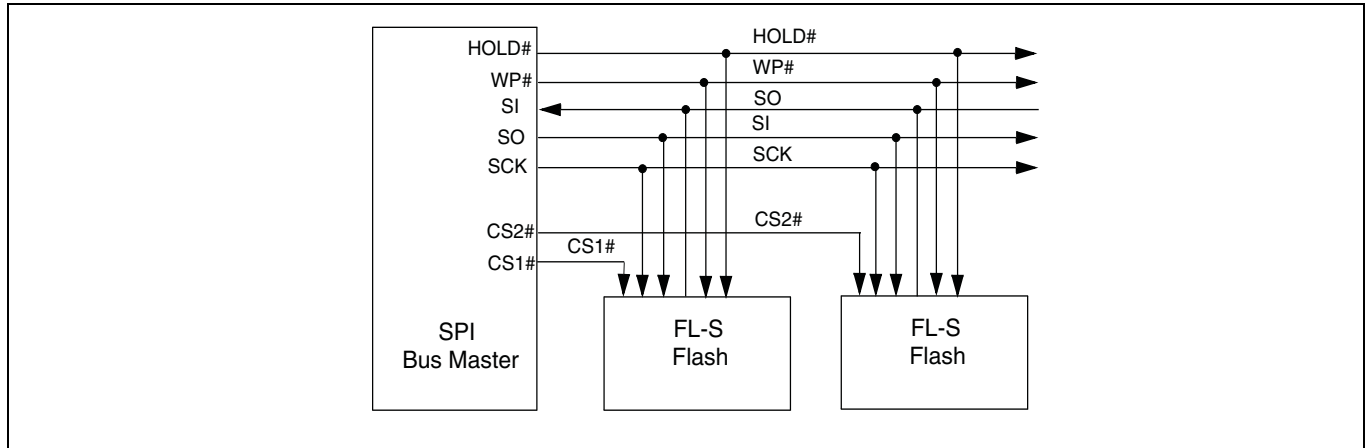 HOLD#
HOLD#
WP#
WP#
SI
SO
SO
SI
SCK
SCK
CS2#
CS2#
CS1#
CS1#
SPI
Bus Master
FL-S
Flash
FL-S
Flash